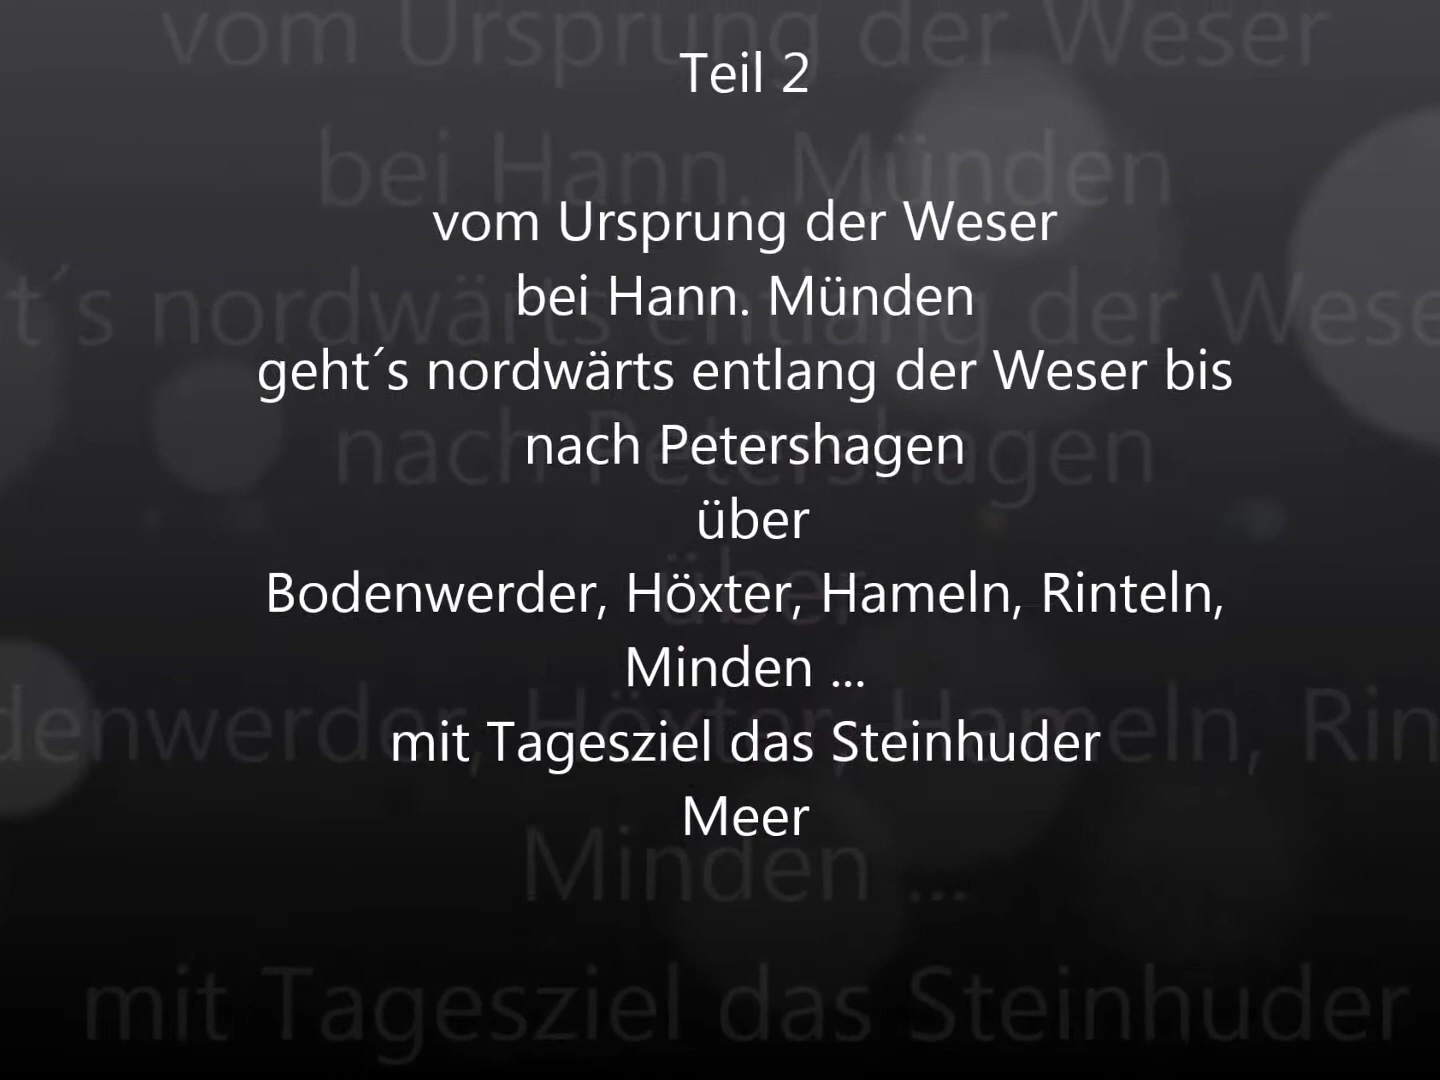 Teil 2
vom Ursprung der Weser
bei Hann. Münden
geht´s nordwärts entlang der Weser bis
nach Petershagen
über
Bodenwerder, Höxter, Hameln, Rinteln,
Minden ...
mit Tagesziel das Steinhuder
Meer